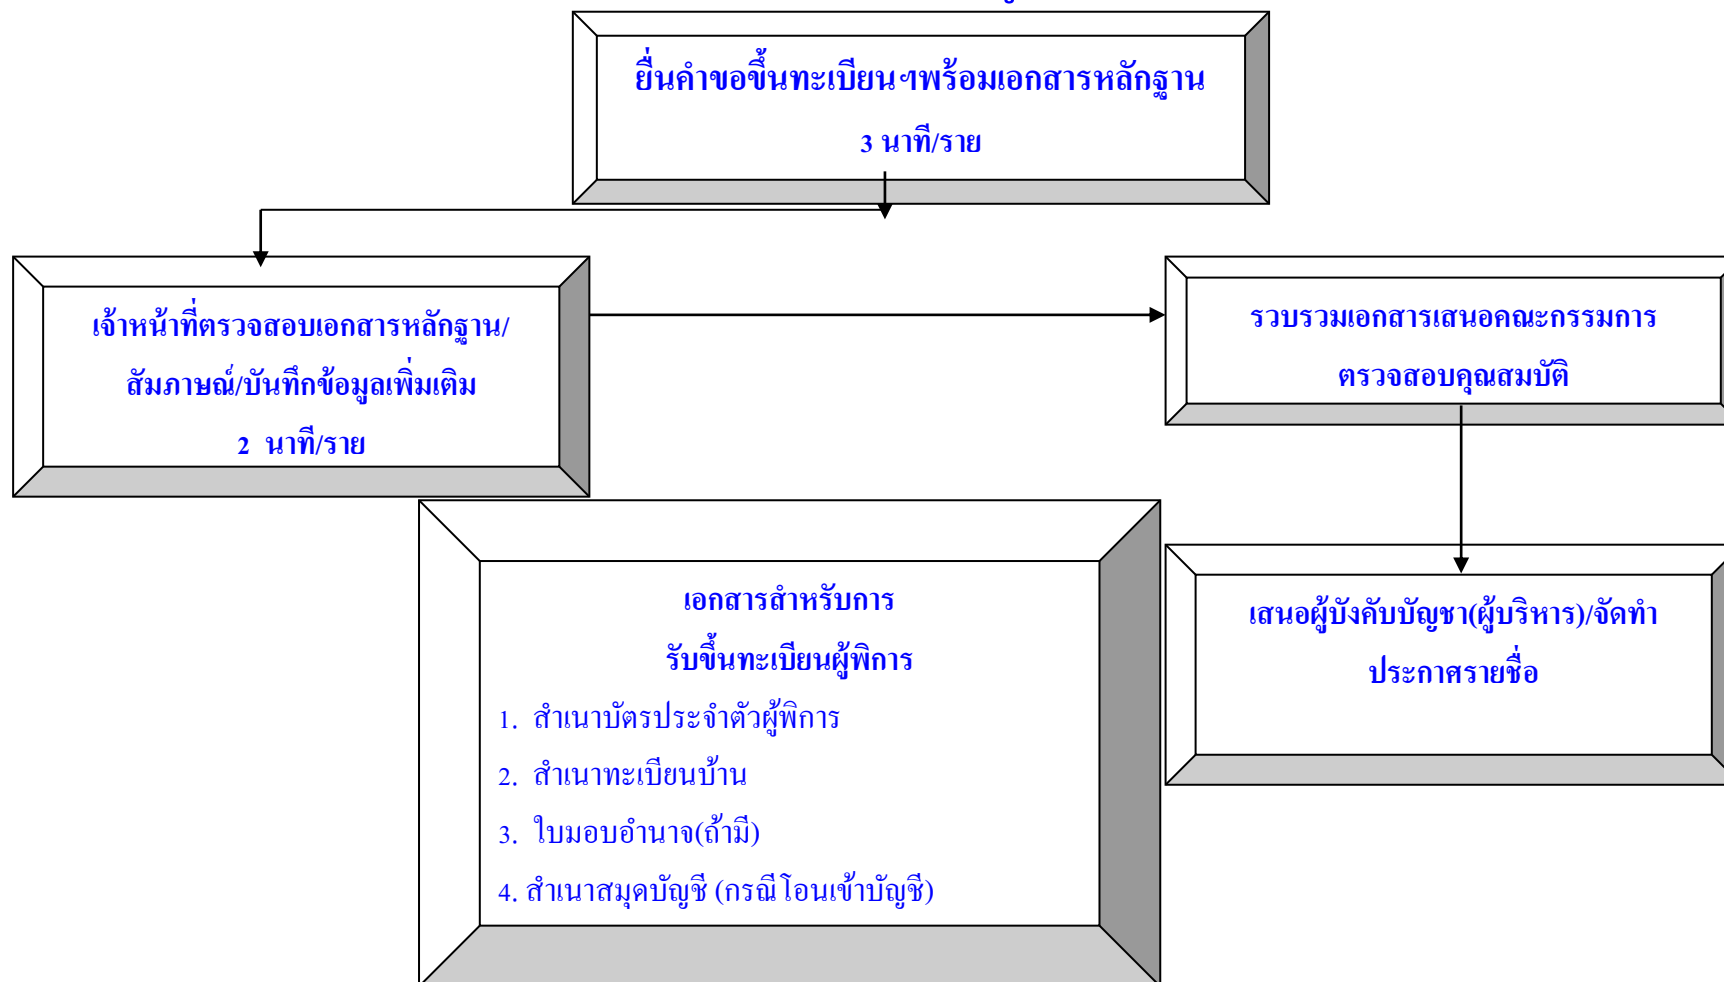 ยื่นคำขอขึ้นทะเบียนฯพร้อมเอกสารหลักฐาน
3 นาที/ราย
เจ้าหน้าที่ตรวจสอบเอกสารหลักฐาน/
สัมภาษณ์/บันทึกข้อมูลเพิ่มเติม
2 นาที/ราย
รวบรวมเอกสารเสนอคณะกรรมการ
ตรวจสอบคุณสมบัติ
เสนอผู้บังคับบัญชา(ผู้บริหาร)/จัดทำ
ประกาศรายชื่อ
เอกสารสำหรับการ
รับขึ้นทะเบียนผู้พิการ
1. สำเนาบัตรประจำตัวผู้พิการ
2. สำเนาทะเบียนบ้าน
3. ใบมอบอำนาจ(ถ้ามี)
4. สำเนาสมุดบัญชี (กรณีโอนเข้าบัญชี)